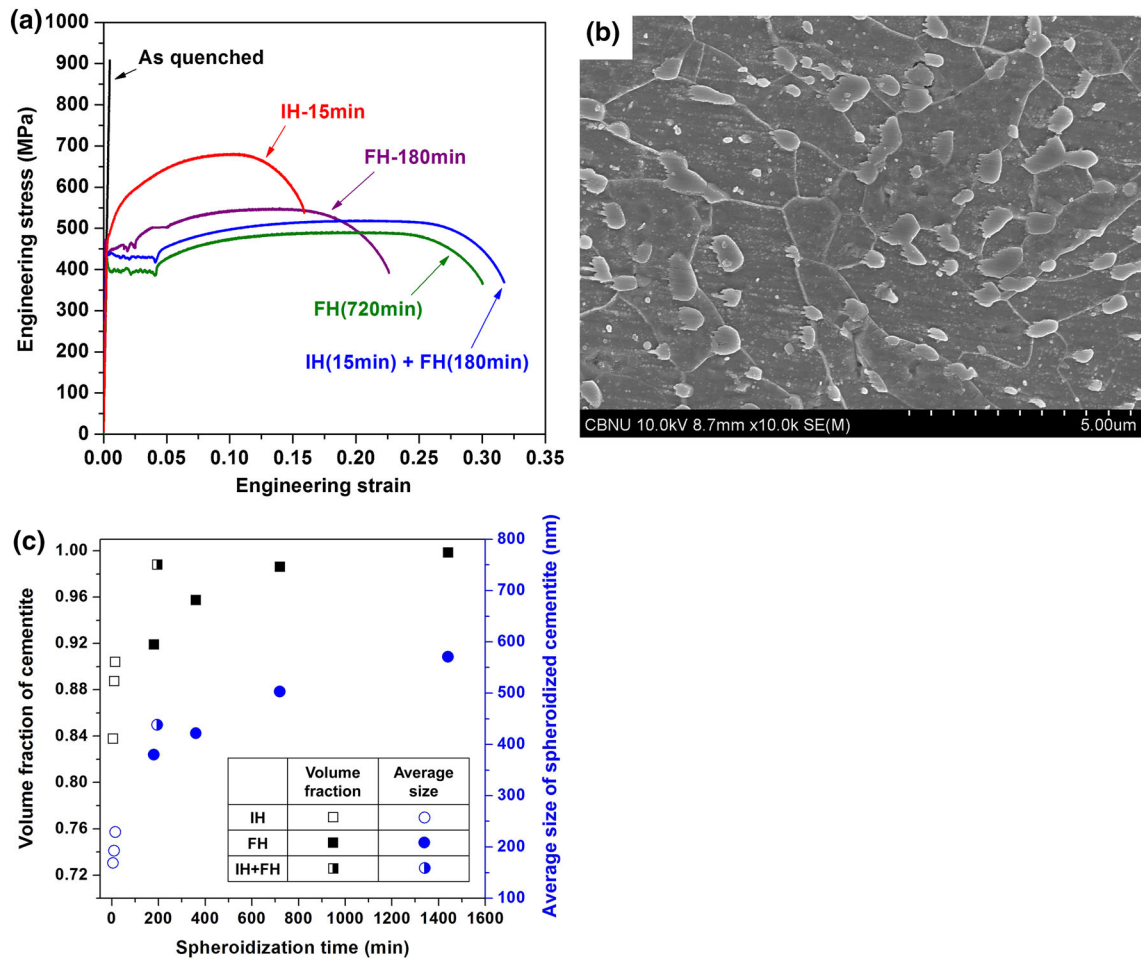 (a)
1000
900
800
700
600
500
400
300
200
100
0
Engineering stress (MPa)
As quenched
IH-15min
FH-180min
FH(720min)
IH(15min) + FH(180min)
0.00 0.05 0.10 0.15 0.20 0.25 0.30 0.35
Engineering strain
(b)
CBNU 10.0kV 8.7mm x10.0k SE(M) 5.00um
(c)
1.00
0.96
0.92
0.88
0.84
0.80
0.76
0.72
Volume fraction of cementite
800
700
600
500
400
300
200
100
Average size of spheroidized cementite (nm)
Volume fraction Average size
IH
FH
IH+FH
0 200 400 600 800 1000 1200 1400 1600
Spheroidization time (min)